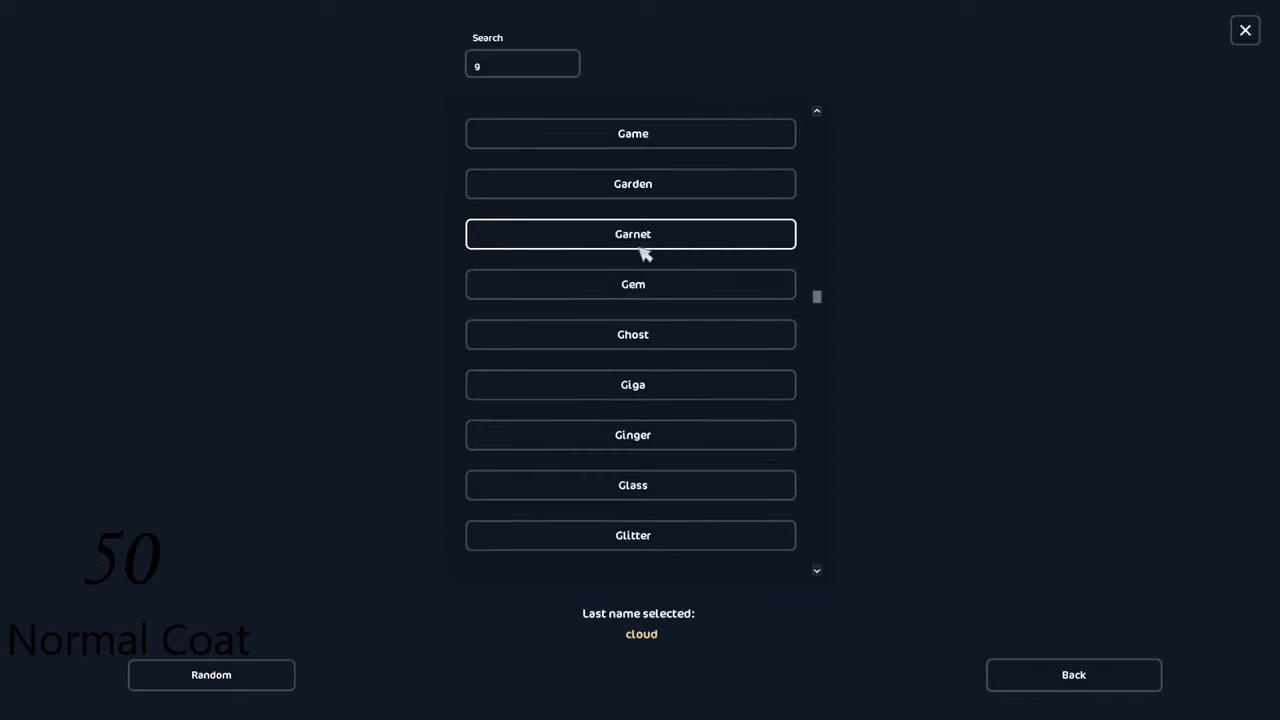 Search
g
Game
Garden
Garnet
Gem
Ghost
Giga
Ginger
Glass
Glitter
50
Last name selected:
cloud
Normal Coat
Random
Back